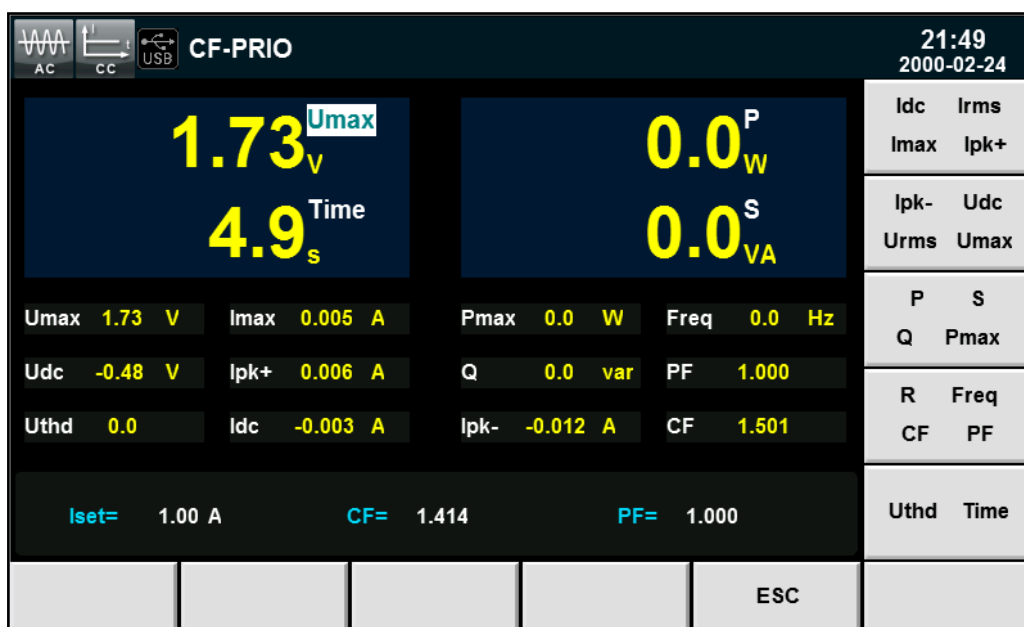 AC CC USB CF-PRIO 21:49
2000-02-24
1.73 V Umax 0.0 W P
4.9 s Time 0.0 VA S
Umax 1.73 V Imax 0.005 A Pmax 0.0 W Freq 0.0 Hz
Udc -0.48 V Ipk+ 0.006 A Q 0.0 var PF 1.000
Uthd 0.0 Idc -0.003 A Ipk- -0.012 A CF 1.501
Iset= 1.00 A CF= 1.414 PF= 1.000
Idc Irms
Imax Ipk+
Ipk- Udc
Urms Umax
P S
Q Pmax
R Freq
CF PF
Uthd Time
ESC